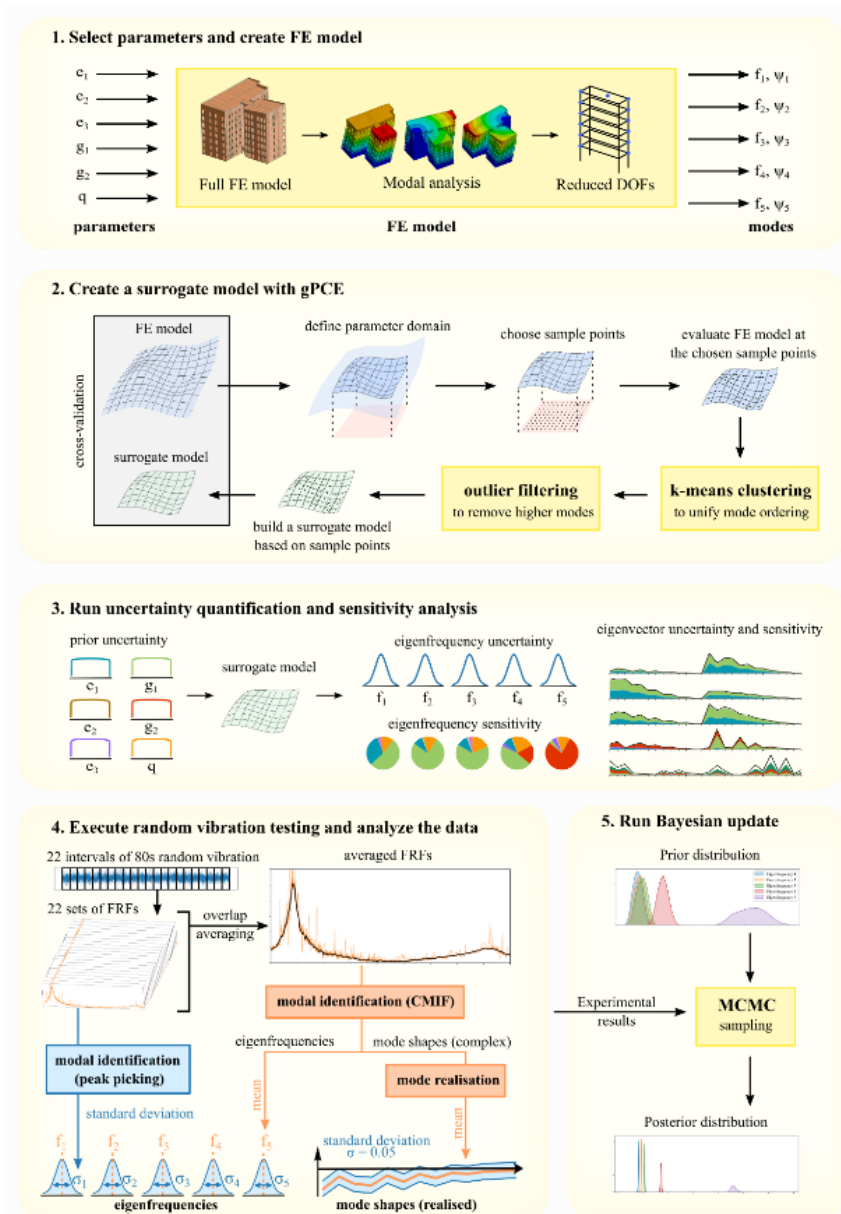 1. Select parameters and create FE model
e1
e2
e3
g1
g2
q
parameters
Full FE model
Modal analysis
Reduced DOFs
FE model
f1, ψ1
f2, ψ2
f3, ψ3
f4, ψ4
f5, ψ5
modes
2. Create a surrogate model with gPCE
cross-validation
FE model
define parameter domain
choose sample points
evaluate FE model at
the chosen sample points
surrogate model
build a surrogate model
based on sample points
outlier filtering
to remove higher modes
k-means clustering
to unify mode ordering
3. Run uncertainty quantification and sensitivity analysis
prior uncertainty
e1
g1
e2
g2
e3
q
surrogate model
eigenfrequency uncertainty
f1
f2
f3
f4
f5
eigenfrequency sensitivity
eigenvector uncertainty and sensitivity
4. Execute random vibration testing and analyze the data
22 intervals of 80s random vibration
22 sets of FRFs
overlap
averaging
averaged FRFs
modal identification (CMIF)
eigenfrequencies
mode shapes (complex)
modal identification
(peak picking)
mode realisation
standard deviation
mean
mean
f1
f2
f3
f4
f5
σ1
σ2
σ3
σ4
σ5
eigenfrequencies
standard deviation
σ = 0.05
mode shapes (realised)
5. Run Bayesian update
Prior distribution
Experimental
results
MCMC
sampling
Posterior distribution